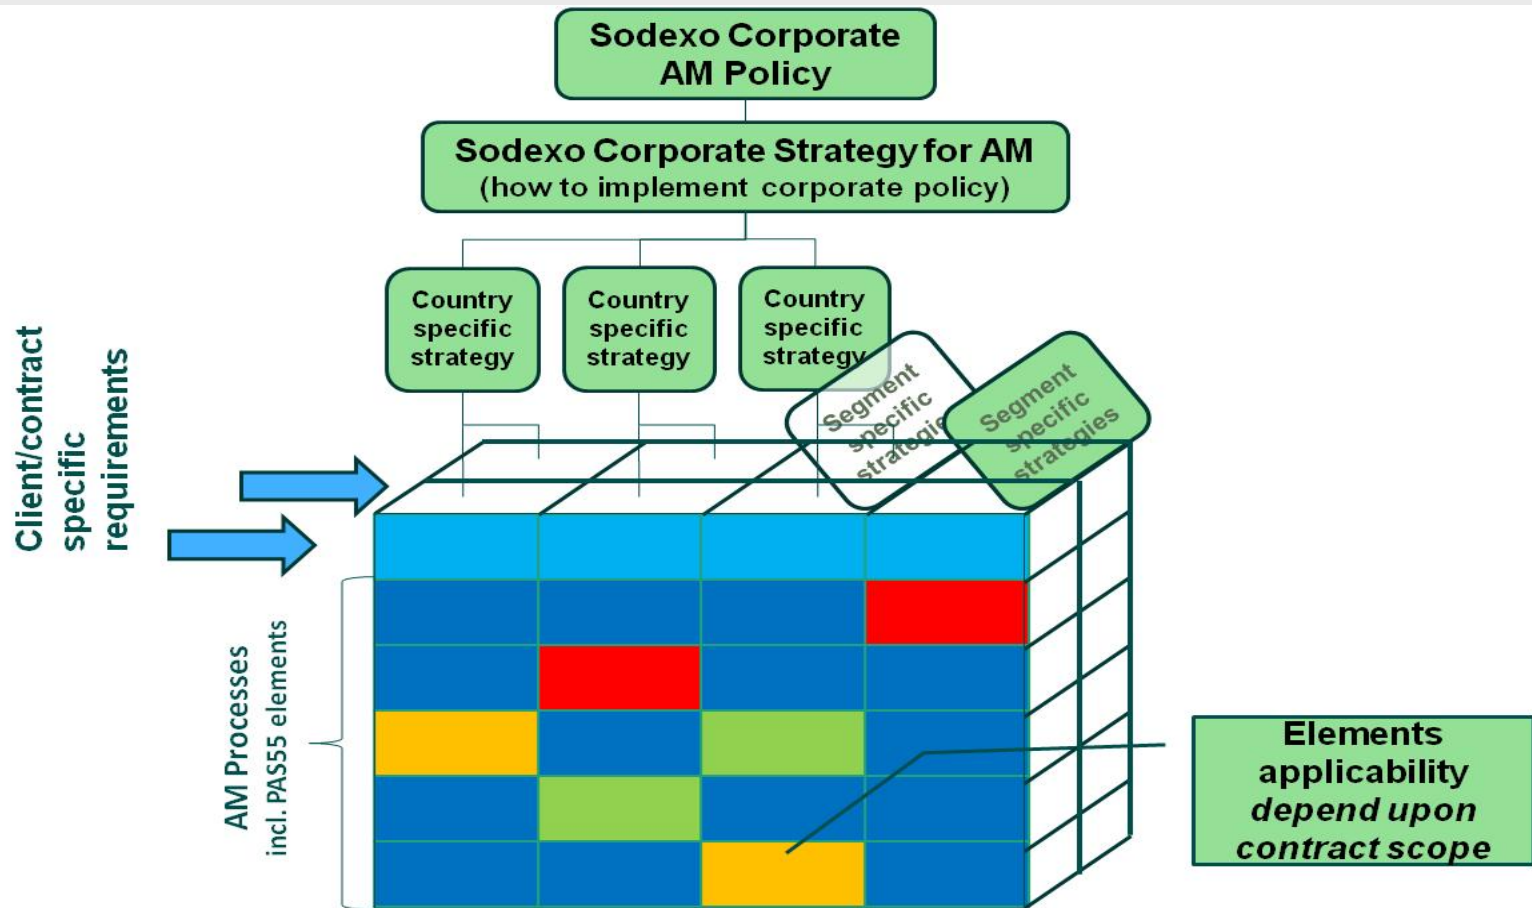 Sodexo Corporate
AM Policy
Sodexo Corporate Strategy for AM
(how to implement corporate policy)
Country
specific
strategy
Country
specific
strategy
Country
specific
strategy
Segment
specific
strategies
Segment
specific
strategies
Client/contract
specific
requirements
AM Processes
incl. PAS55 elements
Elements
applicability
depend upon
contract scope